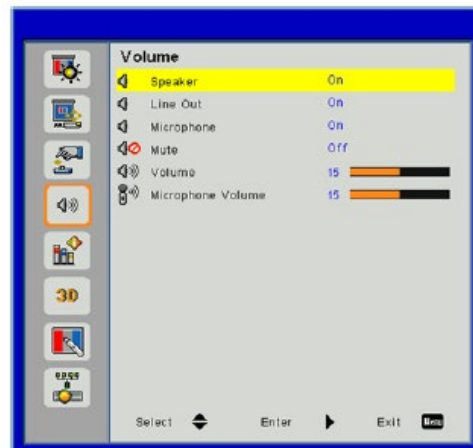 Volume
Speaker On
Line Out On
Microphone On
Mute Off
Volume 15
Microphone Volume 15
3D
Select Enter Exit Menu